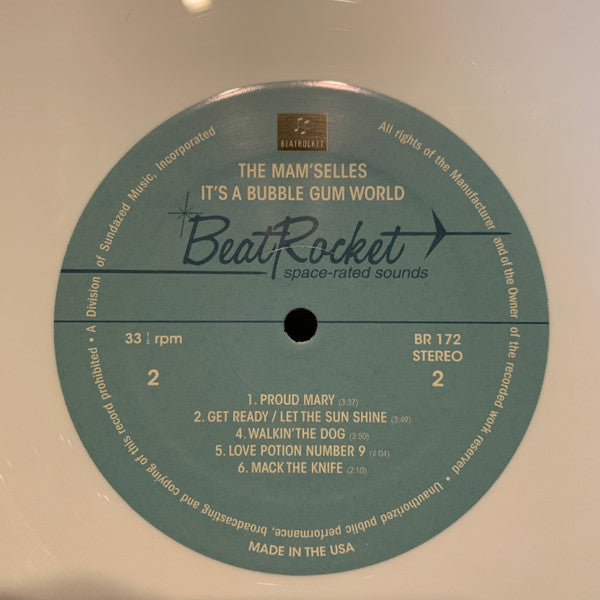 BEATROCKET
THE MAM'SELLES
IT'S A BUBBLE GUM WORLD
BeatRocket
space-rated sounds
33 1/3 rpm
2
BR 172
STEREO
2
1. PROUD MARY (3:37)
2. GET READY / LET THE SUN SHINE (3:49)
4. WALKIN' THE DOG (3:50)
5. LOVE POTION NUMBER 9 (4:04)
6. MACK THE KNIFE (2:10)
MADE IN THE USA
All rights of the Manufacturer and of the Owner of the recorded work reserved • Unauthorized public performance, broadcasting and copying of this record prohibited • A Division of Sundazed Music, Incorporated